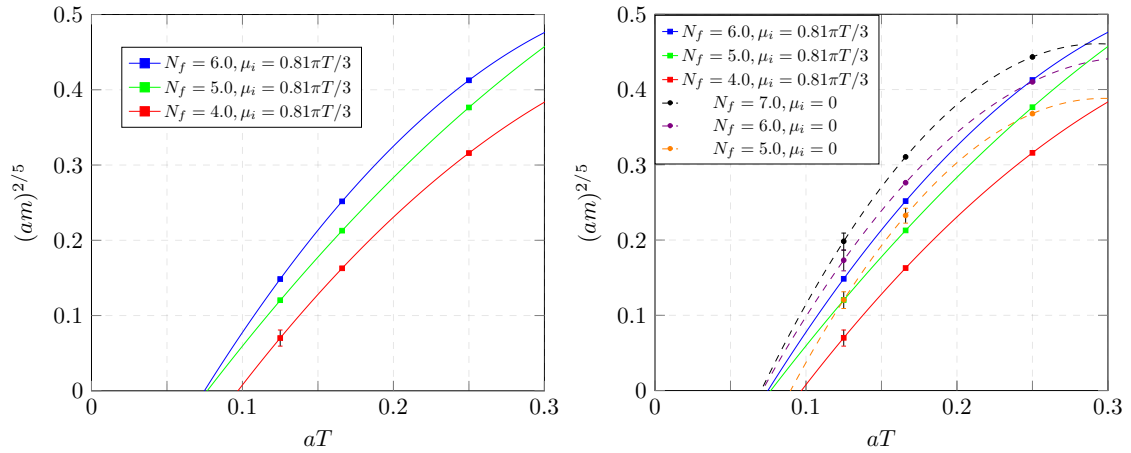 0.5
0.4
0.3
0.2
0.1
0
0
0.1
0.2
0.3
(am)^{2/5}
aT
N_f = 6.0, μ_i = 0.81πT/3
N_f = 5.0, μ_i = 0.81πT/3
N_f = 4.0, μ_i = 0.81πT/3
0.5
0.4
0.3
0.2
0.1
0
0
0.1
0.2
0.3
(am)^{2/5}
aT
N_f = 6.0, μ_i = 0.81πT/3
N_f = 5.0, μ_i = 0.81πT/3
N_f = 4.0, μ_i = 0.81πT/3
N_f = 7.0, μ_i = 0
N_f = 6.0, μ_i = 0
N_f = 5.0, μ_i = 0